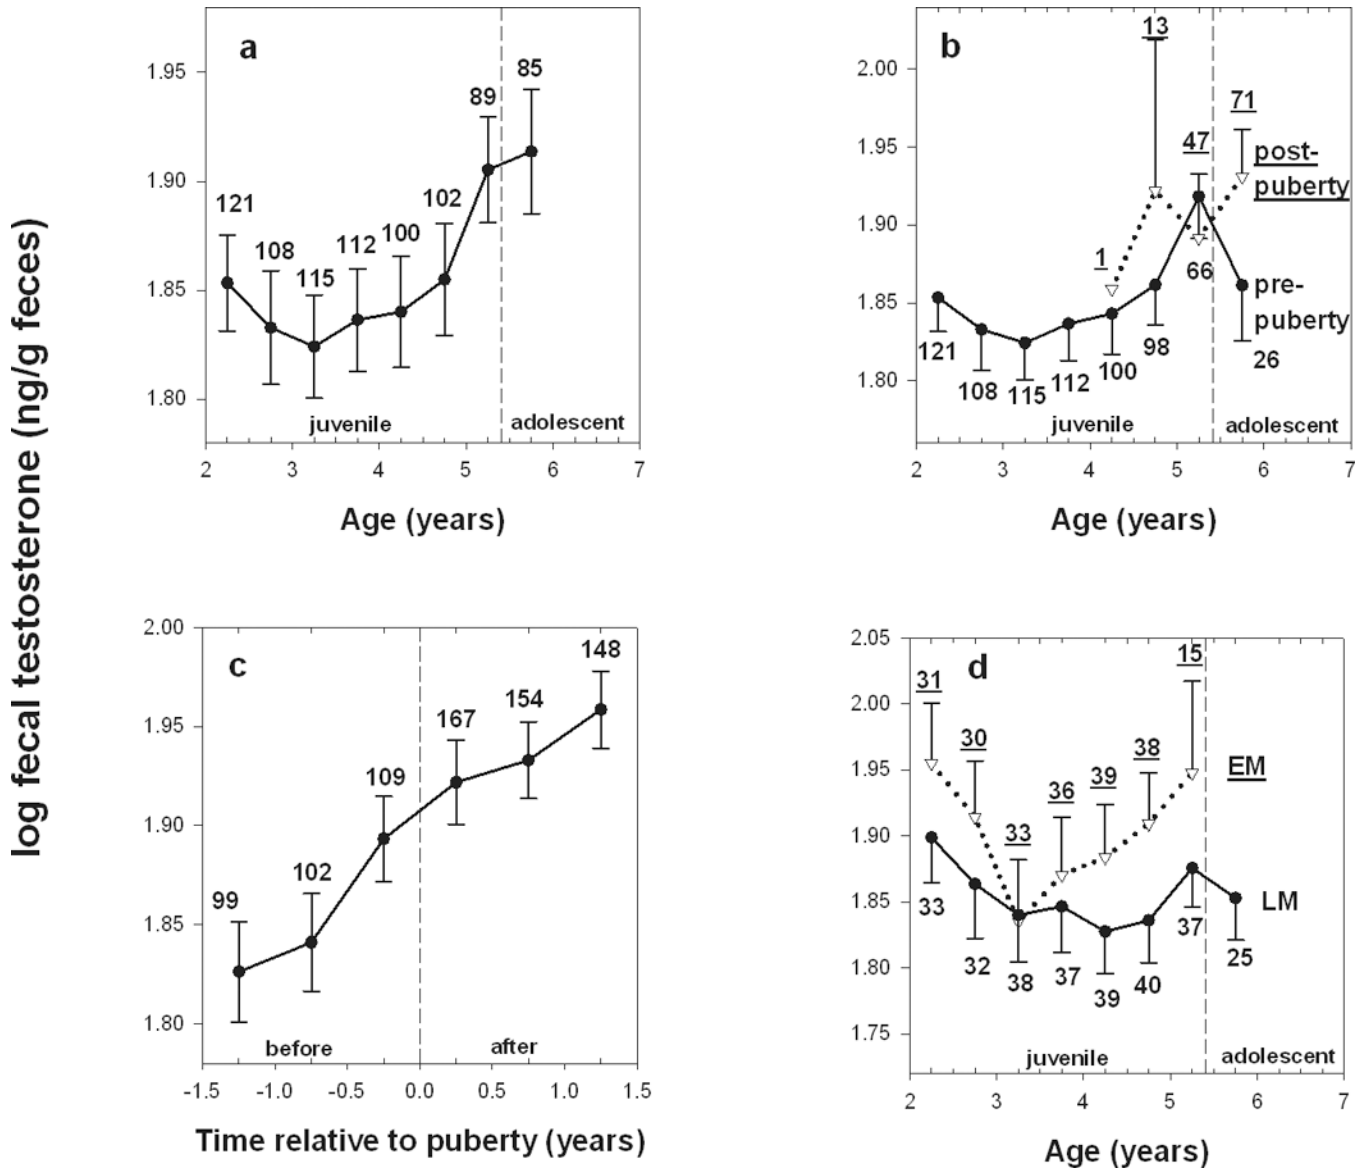 log fecal testosterone (ng/g feces)
a
1.95
1.90
1.85
1.80
121
108
115
112
100
102
89
85
juvenile
adolescent
2 3 4 5 6 7
Age (years)
b
2.00
1.95
1.90
1.85
1.80
13
47
71
1
post-
puberty
pre-
puberty
121
108
115
112
100
98
66
26
juvenile
adolescent
2 3 4 5 6 7
Age (years)
c
2.00
1.95
1.90
1.85
1.80
99
102
109
167
154
148
before
after
-1.5 -1.0 -0.5 0.0 0.5 1.0 1.5
Time relative to puberty (years)
d
2.05
2.00
1.95
1.90
1.85
1.80
1.75
31
30
33
36
39
38
15
EM
LM
33
32
38
37
39
40
37
25
juvenile
adolescent
2 3 4 5 6 7
Age (years)